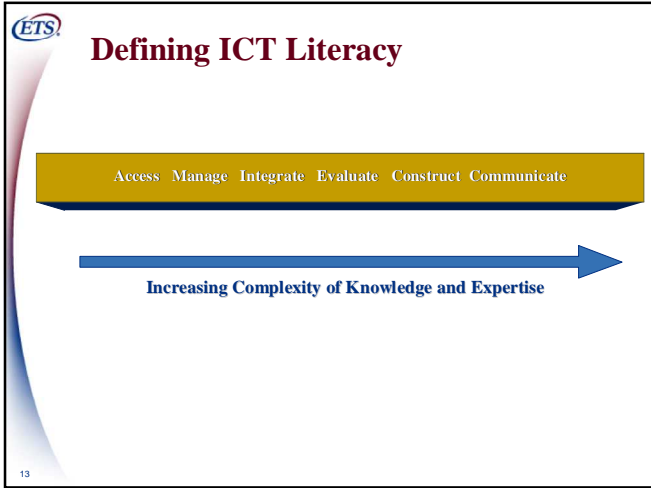 ETS
Defining ICT Literacy
Access Manage Integrate Evaluate Construct Communicate
Increasing Complexity of Knowledge and Expertise
13